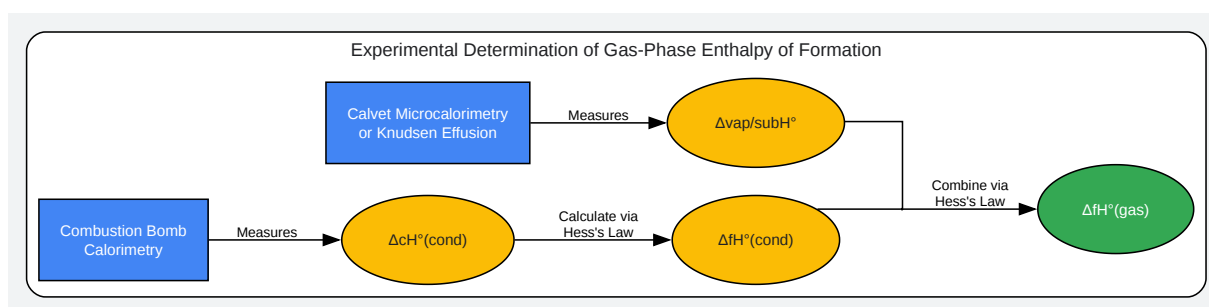 Experimental Determination of Gas-Phase Enthalpy of Formation
Calvet Microcalorimetry
or Knudsen Effusion
Measures
Δvap/subH°
Combustion Bomb
Calorimetry
Measures
ΔcH°(cond)
Calculate via
Hess's Law
ΔfH°(cond)
Combine via
Hess's Law
ΔfH°(gas)